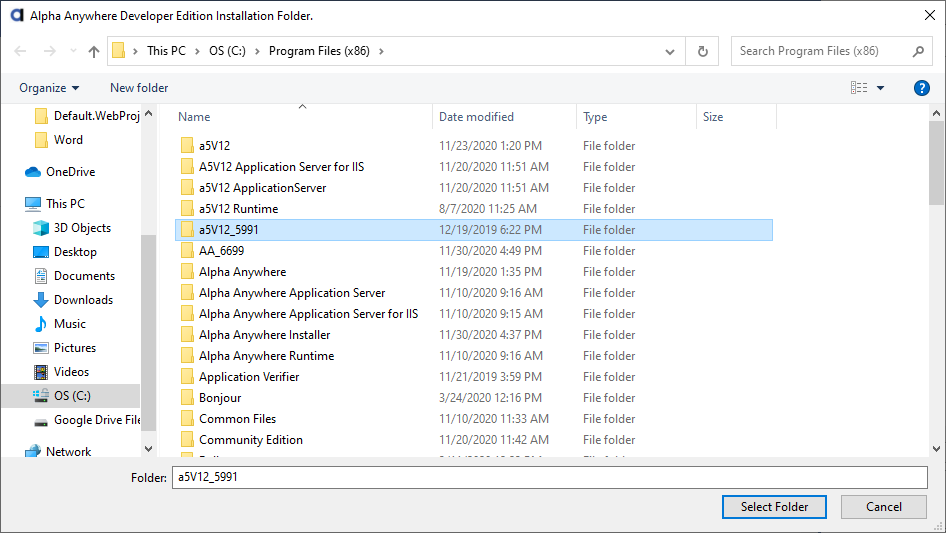 Alpha Anywhere Developer Edition Installation Folder.
This PC > OS (C:) > Program Files (x86) >
Search Program Files (x86)
Organize New folder
Default.WebProj
Word
OneDrive
This PC
3D Objects
Desktop
Documents
Downloads
Music
Pictures
Videos
OS (C:)
Google Drive File
Network
Name Date modified Type Size
a5V12 11/23/2020 1:20 PM File folder
A5V12 Application Server for IIS 11/20/2020 11:51 AM File folder
a5V12 ApplicationServer 11/20/2020 11:51 AM File folder
a5V12 Runtime 8/7/2020 11:25 AM File folder
a5V12_5991 12/19/2019 6:22 PM File folder
AA_6699 11/30/2020 4:49 PM File folder
Alpha Anywhere 11/19/2020 1:35 PM File folder
Alpha Anywhere Application Server 11/10/2020 9:16 AM File folder
Alpha Anywhere Application Server for IIS 11/10/2020 9:15 AM File folder
Alpha Anywhere Installer 11/30/2020 4:37 PM File folder
Alpha Anywhere Runtime 11/10/2020 9:16 AM File folder
Application Verifier 11/21/2019 3:59 PM File folder
Bonjour 3/24/2020 12:16 PM File folder
Common Files 11/10/2020 11:33 AM File folder
Community Edition 11/20/2020 11:42 AM File folder
Folder: a5V12_5991
Select Folder Cancel